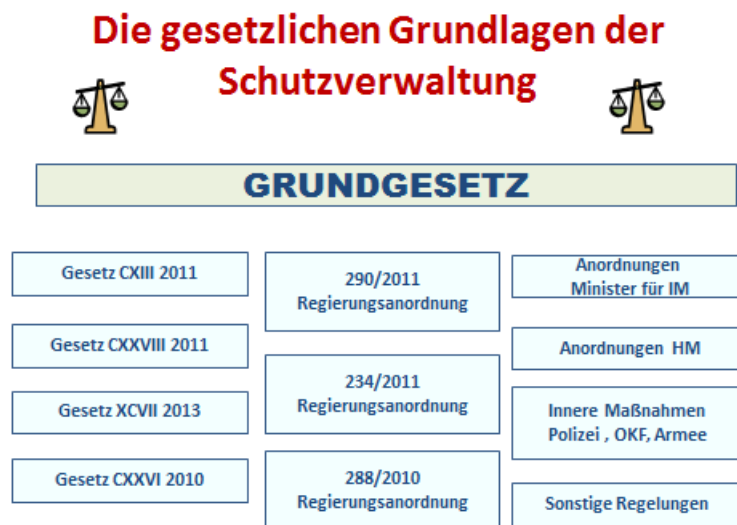 Die gesetzlichen Grundlagen der
Schutzverwaltung
GRUNDGESETZ
Gesetz CXIII 2011
Gesetz CXXVIII 2011
Gesetz XCVII 2013
Gesetz CXXVI 2010
290/2011
Regierungsanordnung
234/2011
Regierungsanordnung
288/2010
Regierungsanordnung
Anordnungen
Minister für IM
Anordnungen HM
Innere Maßnahmen
Polizei , OKF, Armee
Sonstige Regelungen